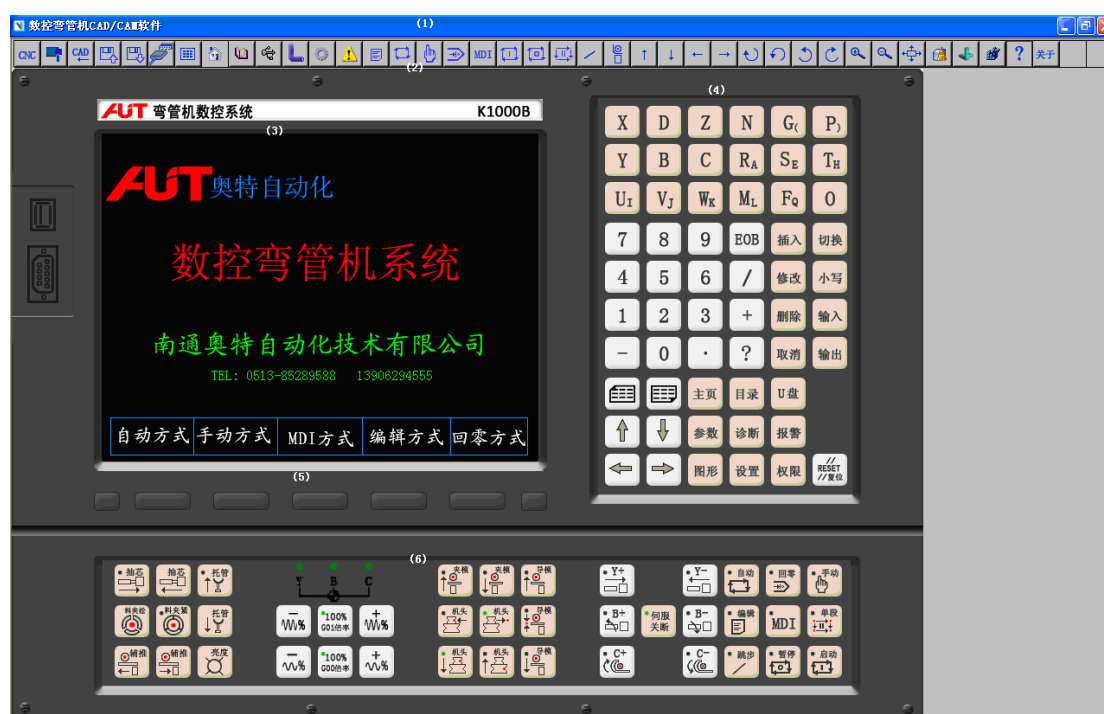 数控弯管机CAD/CAM软件
(1)
CNC CAD MDI ? 关于
(2)
AUT 弯管机数控系统 K1000B
(3)
AUT奥特自动化
数控弯管机系统
南通奥特自动化技术有限公司
TEL: 0513-85289588 13906294555
自动方式 手动方式 MDI方式 编辑方式 回零方式
(4)
X D Z N G( P)
Y B C RA SE TH
UI VJ WK ML FQ O
7 8 9 EOB 插入 切换
4 5 6 / 修改 小写
1 2 3 + 删除 输入
- 0 · ? 取消 输出
主页 目录 U盘
参数 诊断 报警
图形 设置 权限 // RESET //复位
(5)
(6)
抽芯 抽芯 托管 Y B C 夹模 夹模 导模 Y+ Y- 自动 回零 手动
料夹松 料夹紧 托管 -% 100% G01倍率 +% 机头 机头 导模 B+ 伺服关断 B- 编辑 MDI 单段
辅推 辅推 亮度 -% 100% G00倍率 +% 机头 机头 导模 C+ C- 跳步 暂停 启动